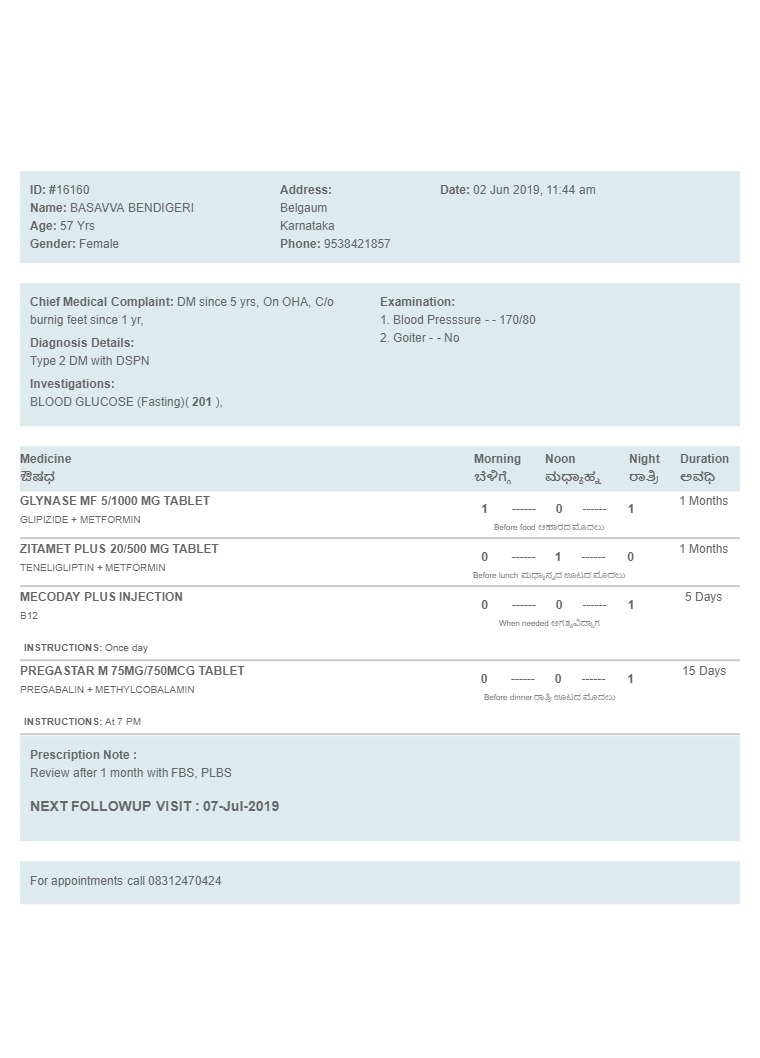 ID: #16160
Name: BASAVVA BENDIGERI
Age: 57 Yrs
Gender: Female
Address:
Belgaum
Karnataka
Phone: 9538421857
Date: 02 Jun 2019, 11:44 am
Chief Medical Complaint: DM since 5 yrs, On OHA, C/o
burnig feet since 1 yr,
Diagnosis Details:
Type 2 DM with DSPN
Investigations:
BLOOD GLUCOSE (Fasting)( 201 ),
Examination:
1. Blood Presssure - - 170/80
2. Goiter - - No
Medicine Morning Noon Night Duration
ಔಷಧ ಬೆಳಿಗ್ಗೆ ಮಧ್ಯಾಹ್ನ ರಾತ್ರಿ ಅವಧಿ
GLYNASE MF 5/1000 MG TABLET 1 Months
1 ------ 0 ------ 1
GLIPIZIDE + METFORMIN
Before food ಆಹಾರದ ಮೊದಲು
ZITAMET PLUS 20/500 MG TABLET 1 Months
0 ------ 1 ------ 0
TENELIGLIPTIN + METFORMIN
Before lunch ಮಧ್ಯಾನ್ನದ ಊಟದ ಮೊದಲು
MECODAY PLUS INJECTION 5 Days
0 ------ 0 ------ 1
B12
When needed ಅಗತ್ಯವಿದ್ದಾಗ
INSTRUCTIONS: Once day
PREGASTAR M 75MG/750MCG TABLET 15 Days
0 ------ 0 ------ 1
PREGABALIN + METHYLCOBALAMIN
Before dinner ರಾತ್ರಿ ಊಟದ ಮೊದಲು
INSTRUCTIONS: At 7 PM
Prescription Note :
Review after 1 month with FBS, PLBS
NEXT FOLLOWUP VISIT : 07-Jul-2019
For appointments call 08312470424